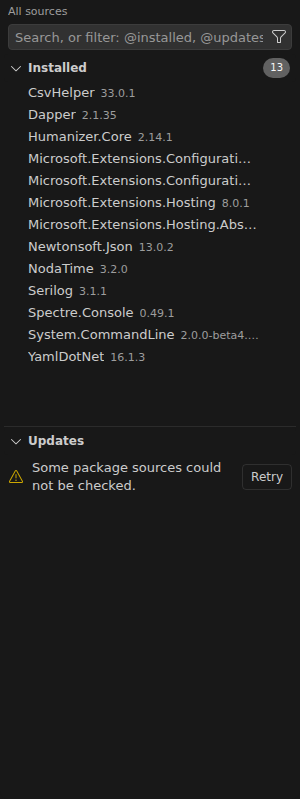 All sources
Search, or filter: @installed, @updates
Installed 13
CsvHelper 33.0.1
Dapper 2.1.35
Humanizer.Core 2.14.1
Microsoft.Extensions.Configurati...
Microsoft.Extensions.Configurati...
Microsoft.Extensions.Hosting 8.0.1
Microsoft.Extensions.Hosting.Abs...
Newtonsoft.Json 13.0.2
NodaTime 3.2.0
Serilog 3.1.1
Spectre.Console 0.49.1
System.CommandLine 2.0.0-beta4....
YamlDotNet 16.1.3
Updates
Some package sources could
not be checked.
Retry